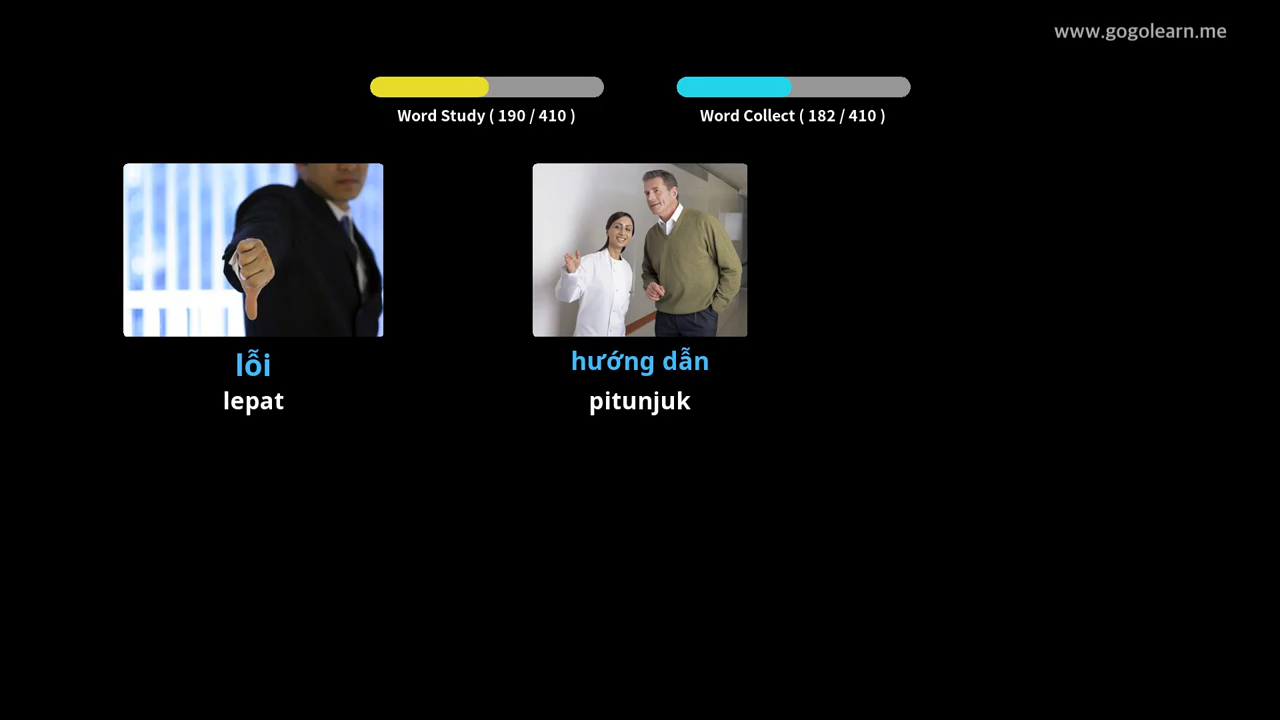 www.gogolearn.me
Word Study ( 190 / 410 )
Word Collect ( 182 / 410 )
lỗi
lepat
hướng dẫn
pitunjuk